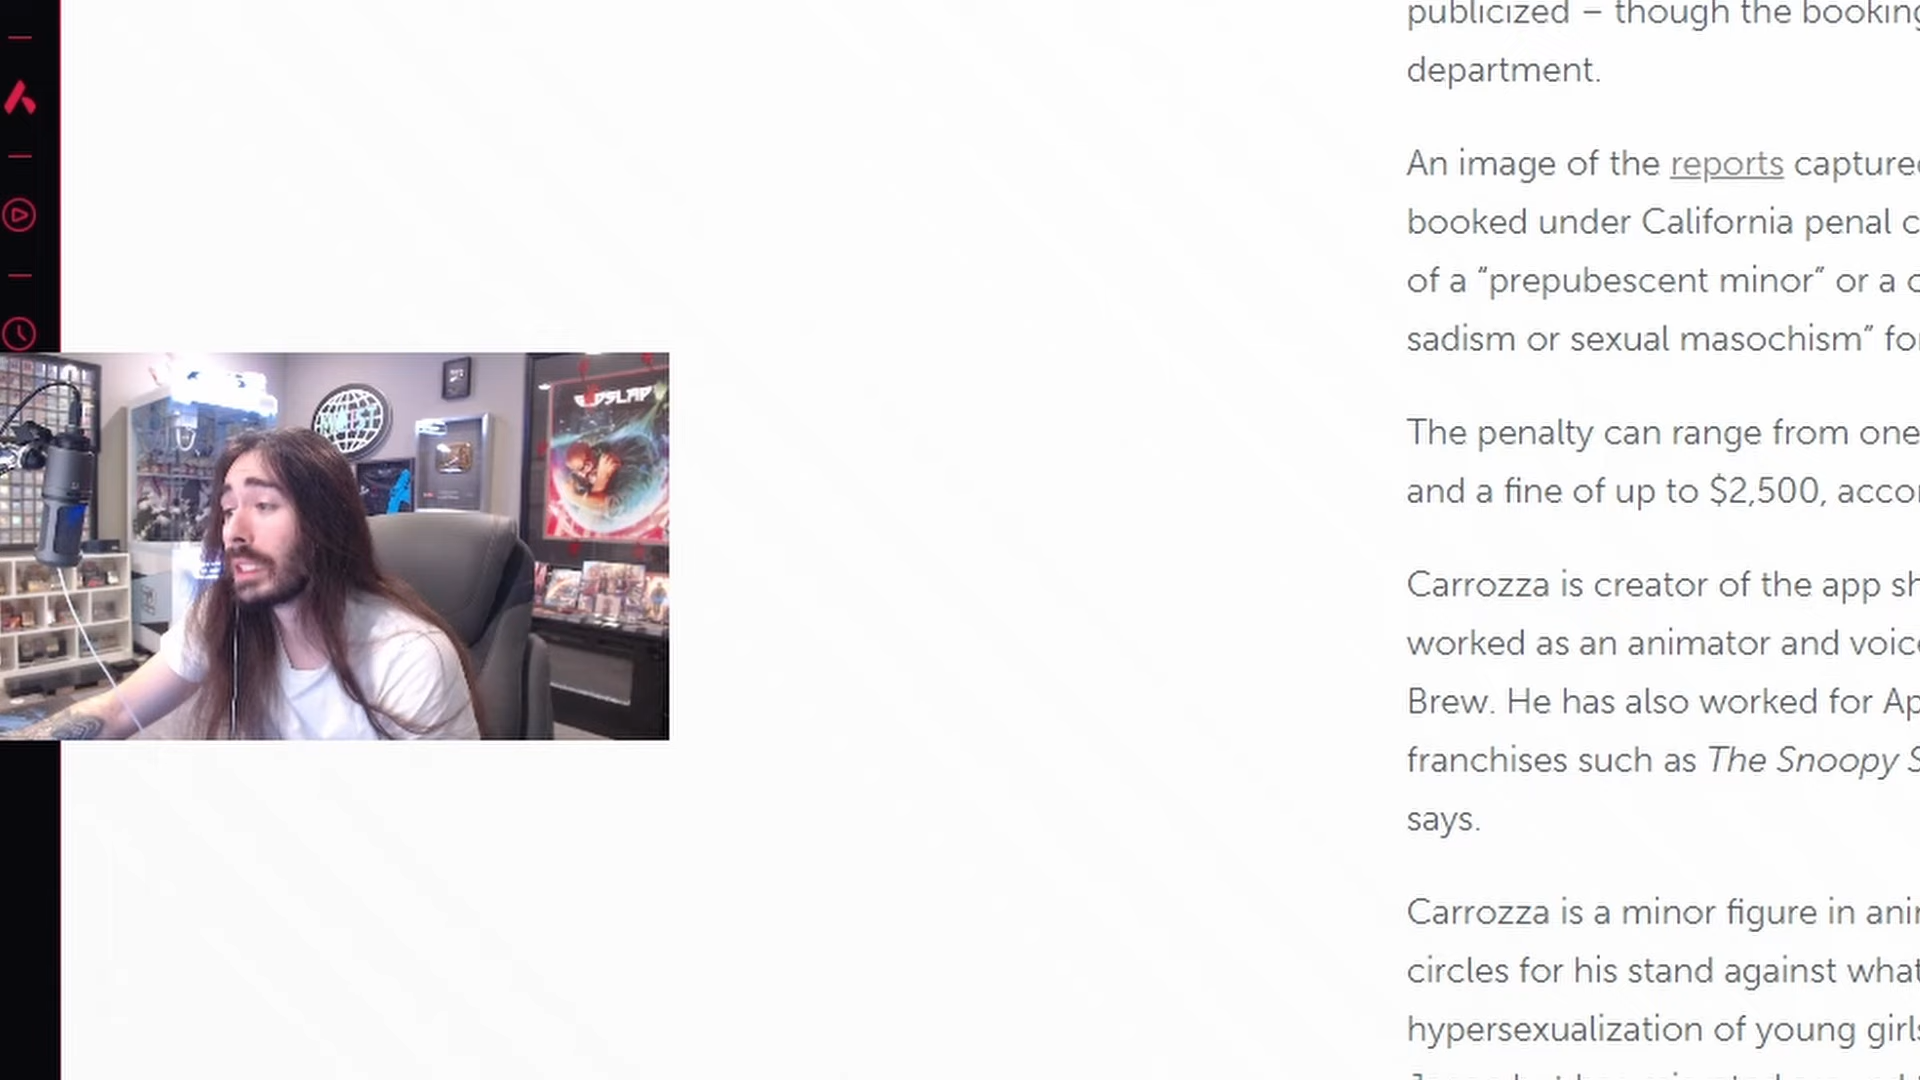 publicized – though the booking
department.
An image of the reports captured
booked under California penal c
of a “prepubescent minor” or a c
sadism or sexual masochism” for
The penalty can range from one
and a fine of up to $2,500, accor
Carrozza is creator of the app sh
worked as an animator and voice
Brew. He has also worked for Ap
franchises such as The Snoopy S
says.
Carrozza is a minor figure in anim
circles for his stand against what
hypersexualization of young girls